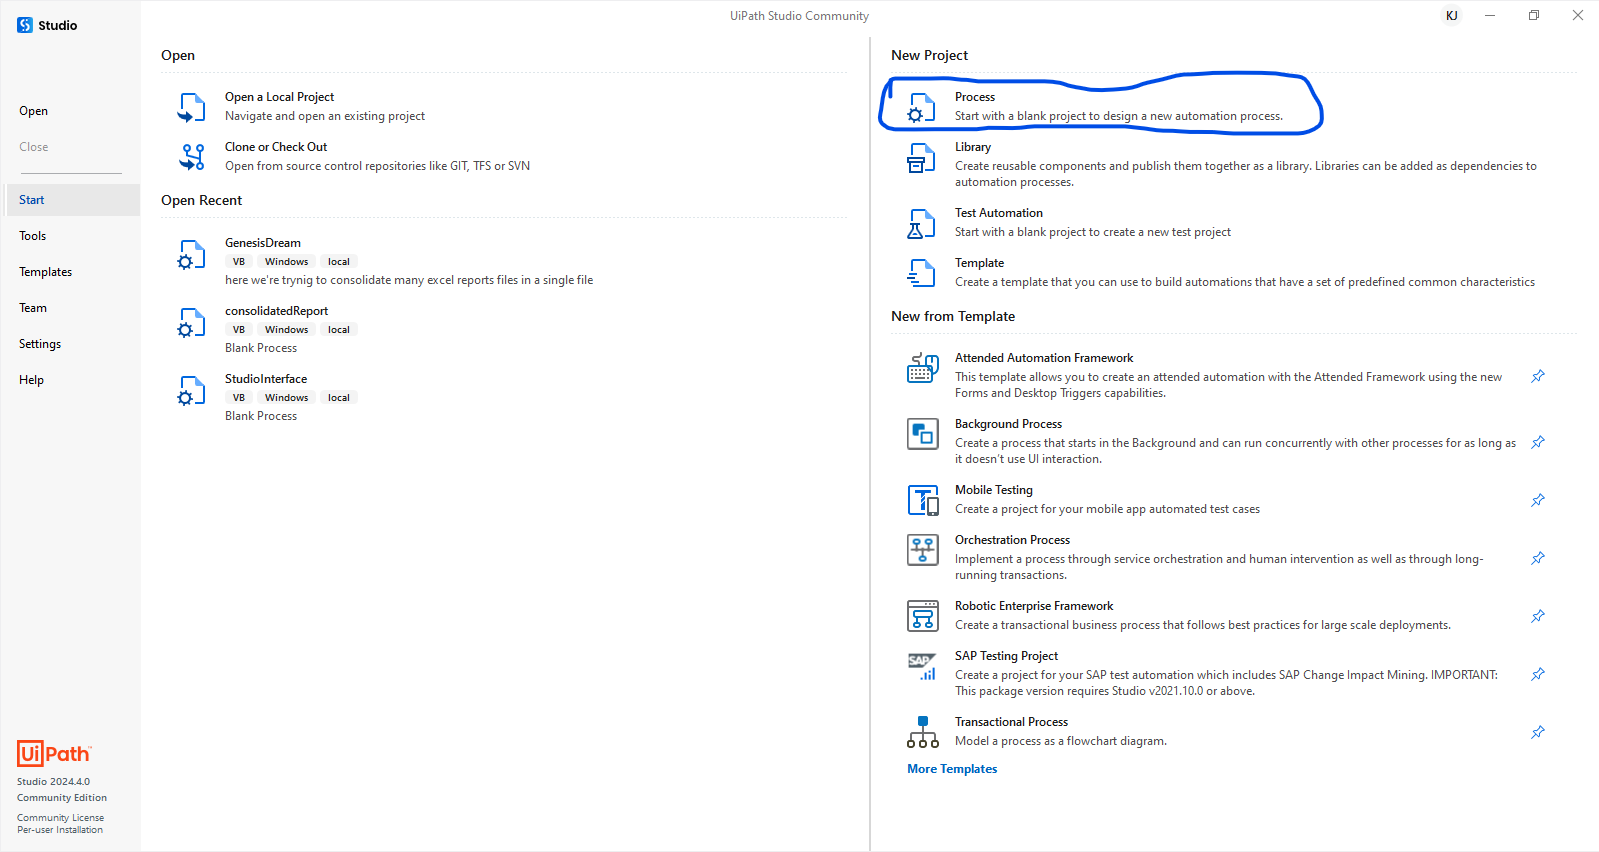 Studio
UiPath Studio Community
KJ
Open
Close
Start
Tools
Templates
Team
Settings
Help
UiPath™
Studio 2024.4.0
Community Edition
Community License
Per-user Installation
Open
Open a Local Project
Navigate and open an existing project
Clone or Check Out
Open from source control repositories like GIT, TFS or SVN
Open Recent
GenesisDream
VB Windows local
here we're trynig to consolidate many excel reports files in a single file
consolidatedReport
VB Windows local
Blank Process
StudioInterface
VB Windows local
Blank Process
New Project
Process
Start with a blank project to design a new automation process.
Library
Create reusable components and publish them together as a library. Libraries can be added as dependencies to
automation processes.
Test Automation
Start with a blank project to create a new test project
Template
Create a template that you can use to build automations that have a set of predefined common characteristics
New from Template
Attended Automation Framework
This template allows you to create an attended automation with the Attended Framework using the new
Forms and Desktop Triggers capabilities.
Background Process
Create a process that starts in the Background and can run concurrently with other processes for as long as
it doesn't use UI interaction.
Mobile Testing
Create a project for your mobile app automated test cases
Orchestration Process
Implement a process through service orchestration and human intervention as well as through long-
running transactions.
Robotic Enterprise Framework
Create a transactional business process that follows best practices for large scale deployments.
SAP
SAP Testing Project
Create a project for your SAP test automation which includes SAP Change Impact Mining. IMPORTANT:
This package version requires Studio v2021.10.0 or above.
Transactional Process
Model a process as a flowchart diagram.
More Templates